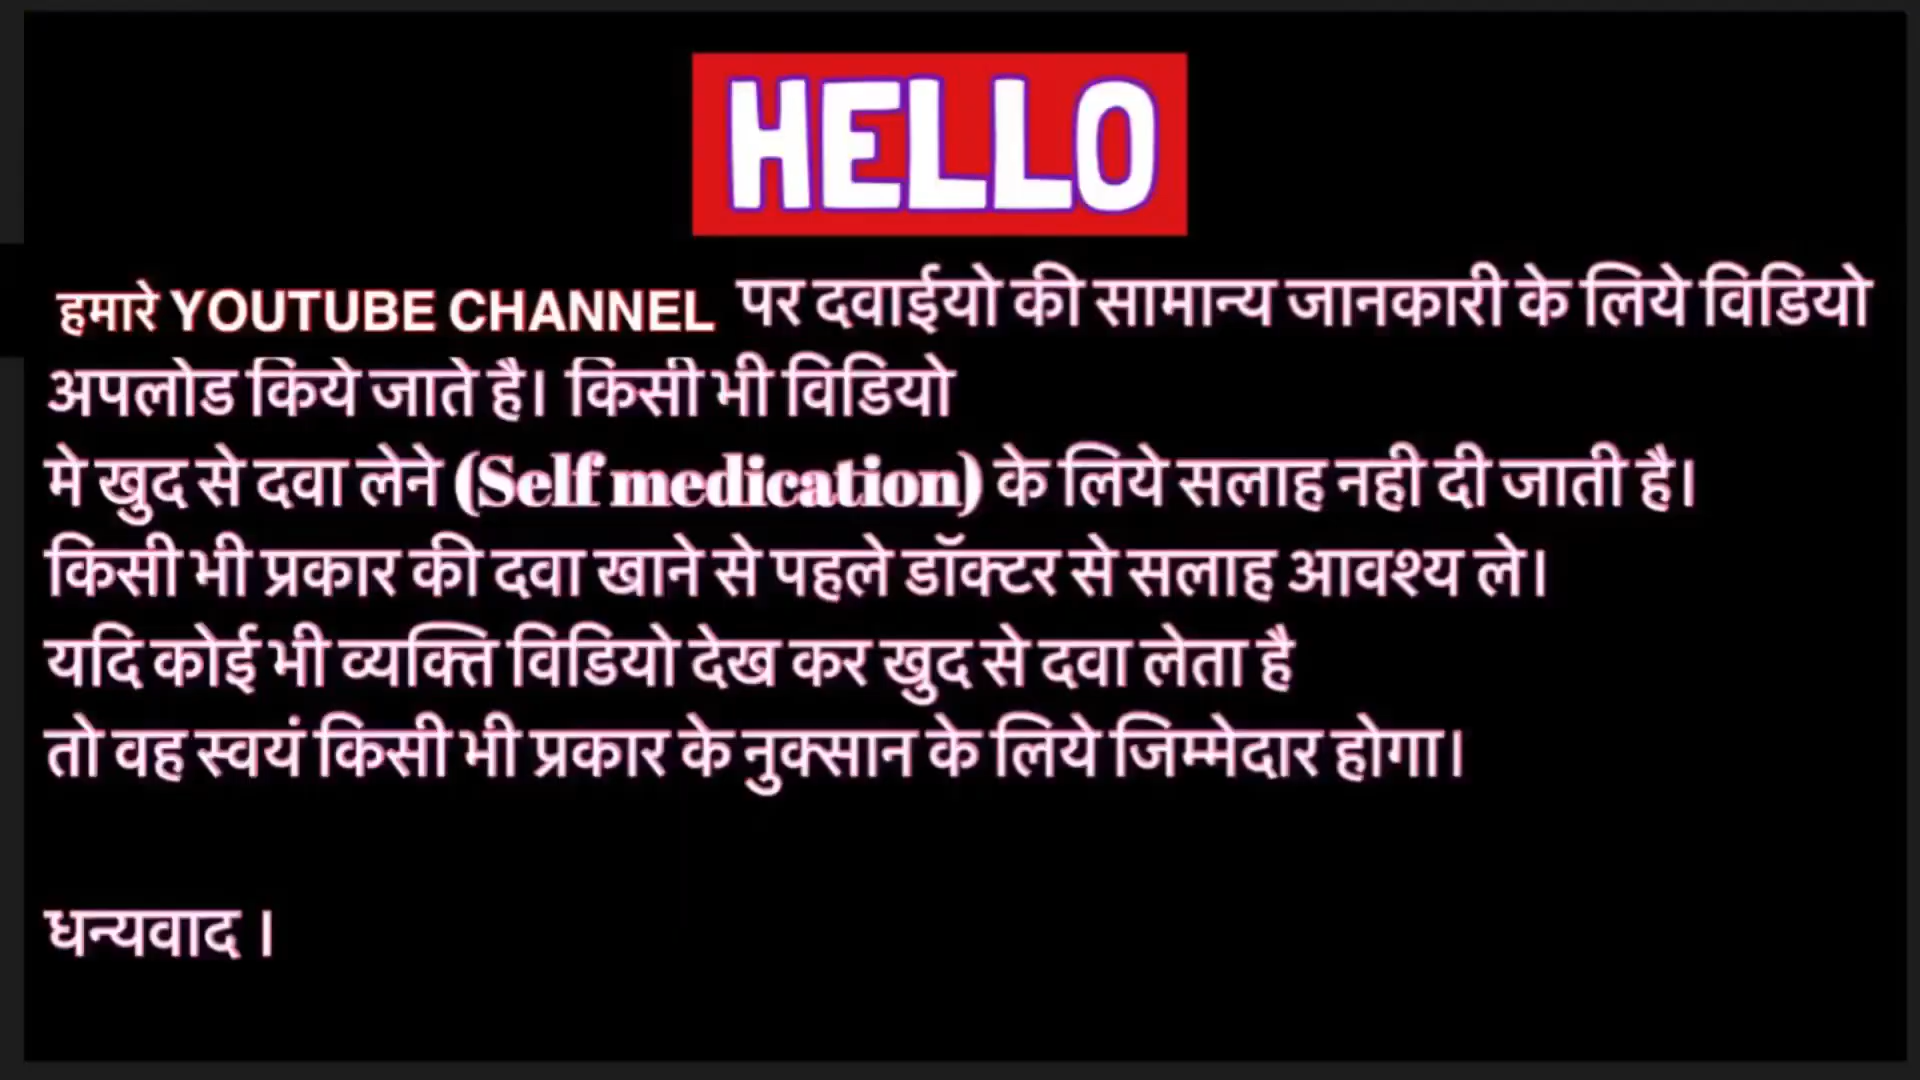 HELLO
हमारे YOUTUBE CHANNEL पर दवाईयो की सामान्य जानकारी के लिये विडियो
अपलोड किये जाते है। किसी भी विडियो
मे खुद से दवा लेने (Self medication) के लिये सलाह नही दी जाती है।
किसी भी प्रकार की दवा खाने से पहले डॉक्टर से सलाह आवश्य ले।
यदि कोई भी व्यक्ति विडियो देख कर खुद से दवा लेता है
तो वह स्वयं किसी भी प्रकार के नुक्सान के लिये जिम्मेदार होगा।
धन्यवाद ।